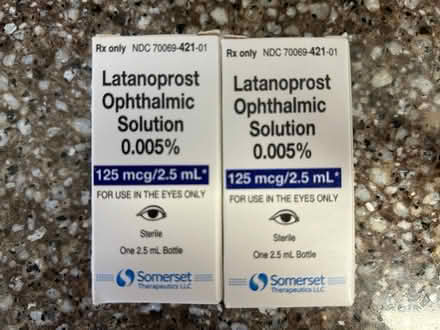 Rx only NDC 70069-421-01
Latanoprost
Ophthalmic
Solution
0.005%
125 mcg/2.5 mL*
FOR USE IN THE EYES ONLY
Sterile
One 2.5 mL Bottle
Somerset
Therapeutics LLC
Rx only NDC 70069-421-01
Latanoprost
Ophthalmic
Solution
0.005%
125 mcg/2.5 mL*
FOR USE IN THE EYES ONLY
Sterile
One 2.5 mL Bottle
Somerset
Therapeutics LLC